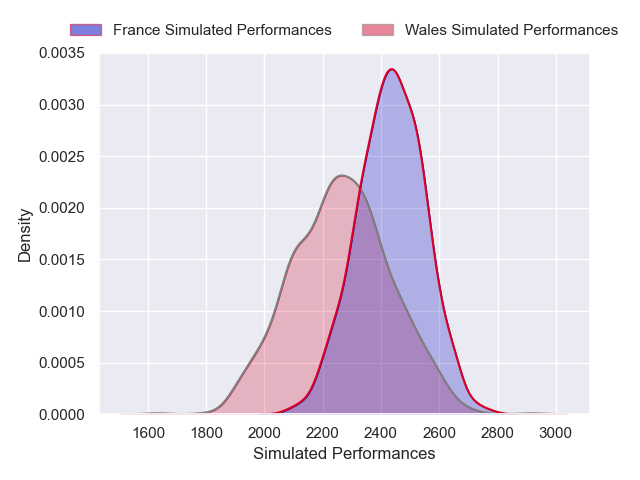 France Simulated Performances Wales Simulated Performances
0.0035
0.0030
0.0025
0.0020
0.0015
0.0010
0.0005
0.0000
Density
1600 1800 2000 2200 2400 2600 2800 3000
Simulated Performances